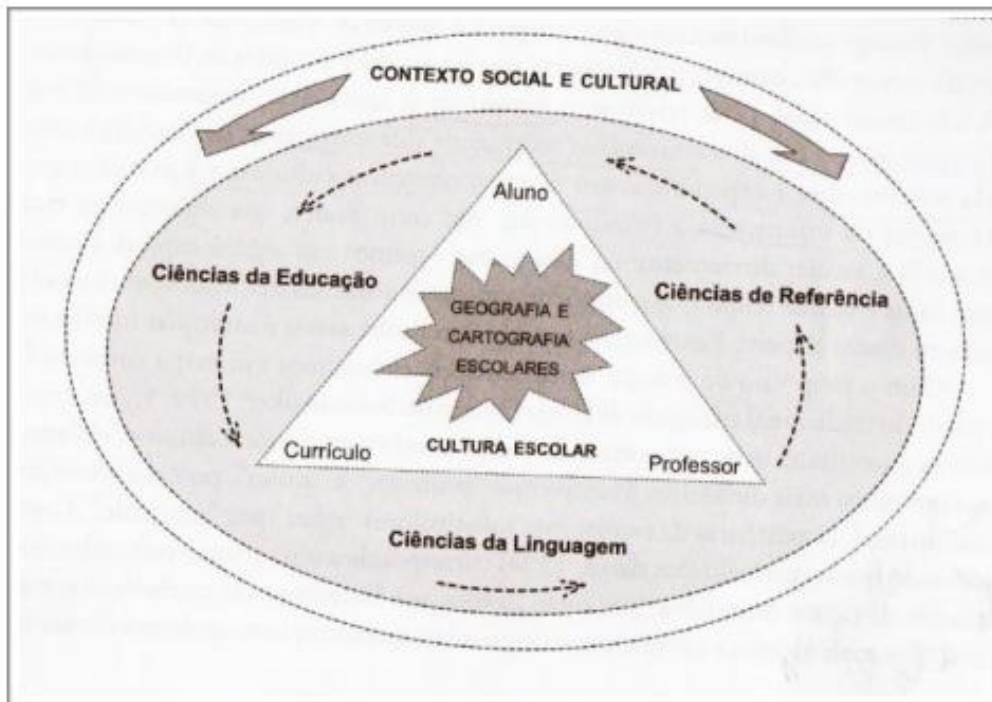 CONTEXTO SOCIAL E CULTURAL
Aluno
Ciências da Educação
Ciências de Referência
GEOGRAFIA E
CARTOGRAFIA
ESCOLARES
CULTURA ESCOLAR
Currículo
Professor
Ciências da Linguagem